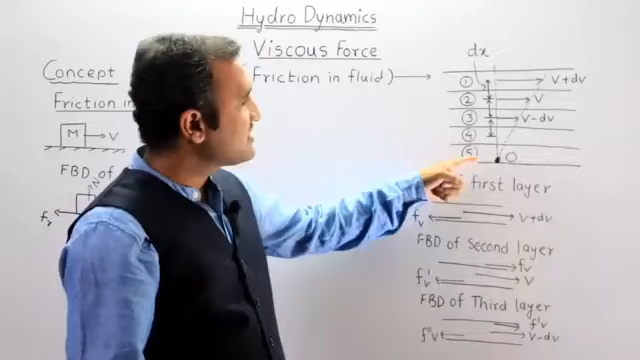 Hydro Dynamics
Viscous Force
Concept
(Friction in fluid)
Friction in
M
V
FBD of
N
fr
dx
1
V+dv
2
V
3
V-dv
4
5
O
first layer
fv
V+dv
FBD of Second layer
fv
f'v
V
FBD of Third layer
f'v
f"v
V-dv